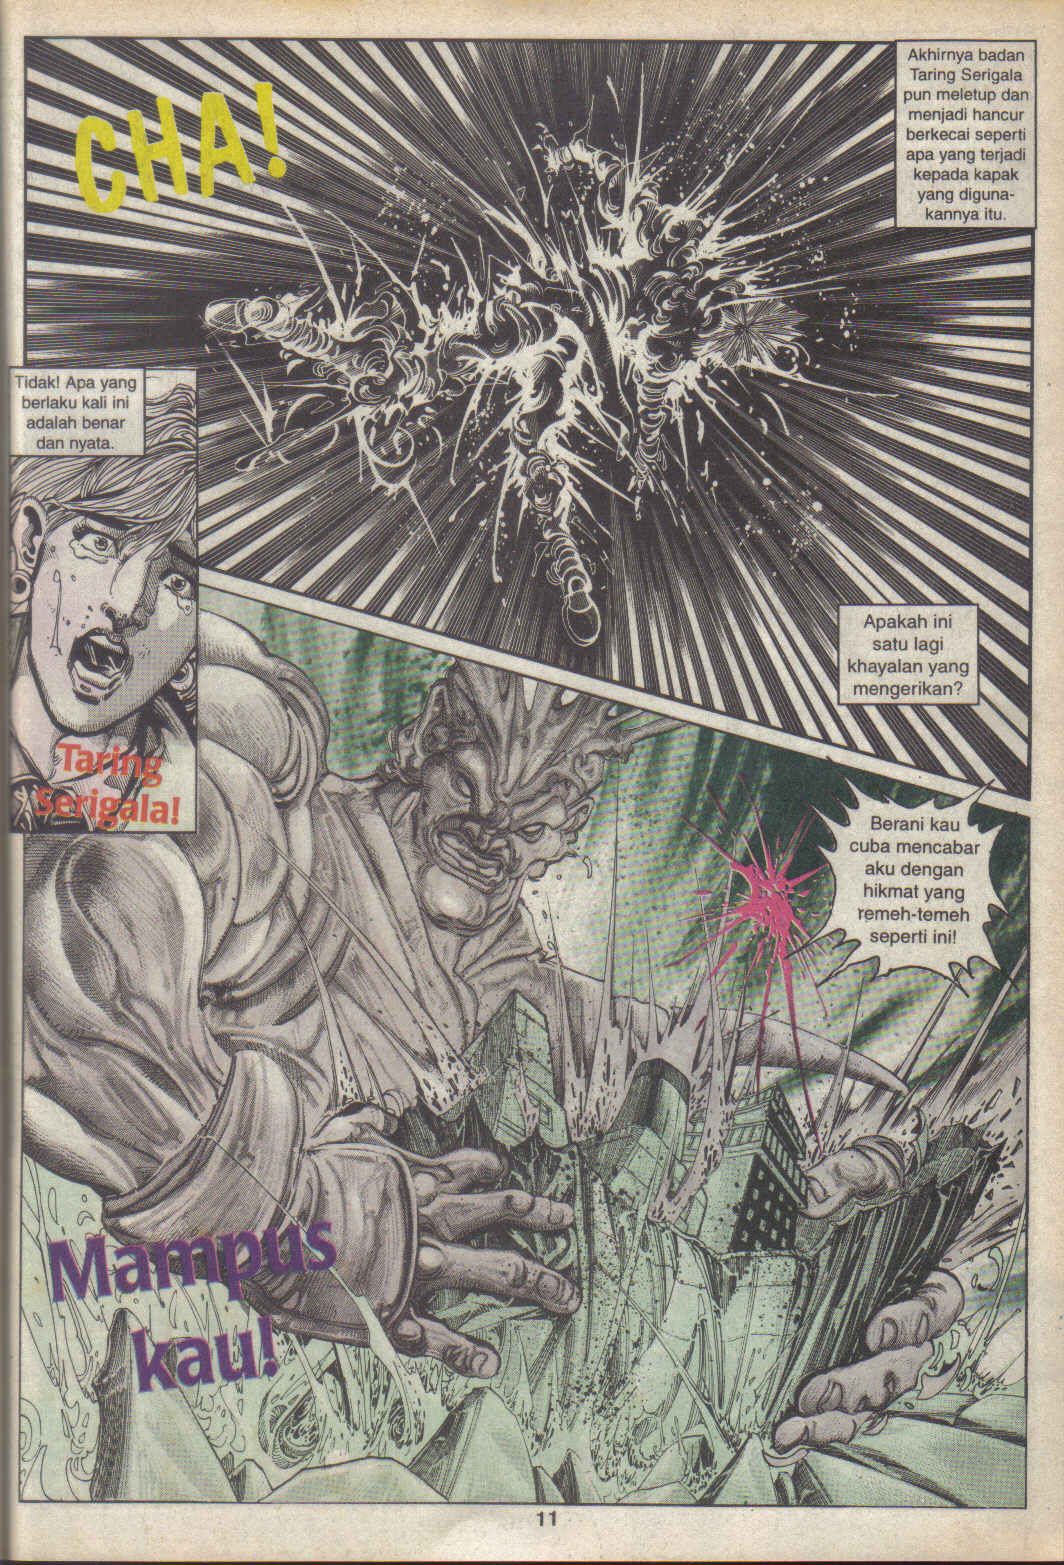 CHA!
Akhirnya badan
Taring Serigala
pun meletup dan
menjadi hancur
berkecai seperti
apa yang terjadi
kepada kapak
yang diguna-
kannya itu.
Apakah ini
satu lagi
khayalan yang
mengerikan?
Tidak! Apa yang
berlaku kali ini
adalah benar
dan nyata.
Taring
Serigala!
Berani kau
cuba mencabar
aku dengan
hikmat yang
remeh-temeh
seperti ini!
Mampus
kau!
11